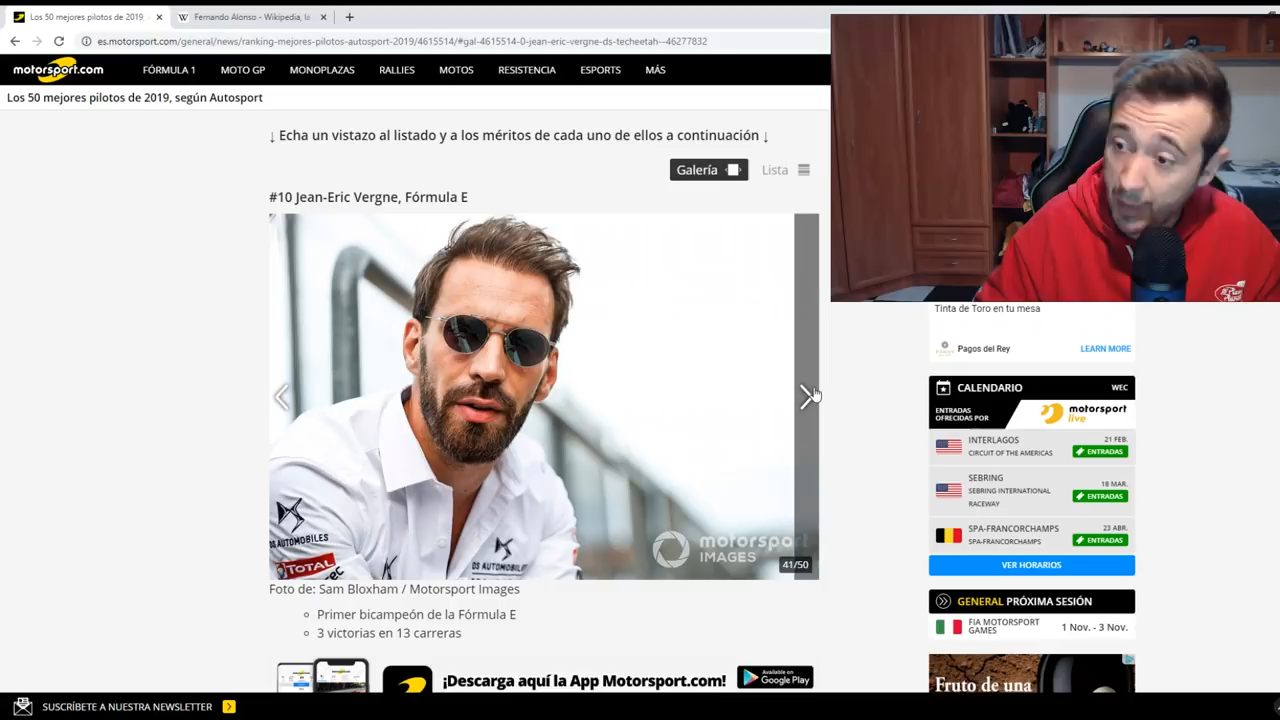 Los 50 mejores pilotos de 2019,
Fernando Alonso - Wikipedia, la
es.motorsport.com/general/news/ranking-mejores-pilotos-autosport-2019/4615514/#gal-4615514-0-jean-eric-vergne-ds-techeetah--46277832
motorsport.com
FÓRMULA 1 MOTO GP MONOPLAZAS RALLIES MOTOS RESISTENCIA ESPORTS MÁS
Los 50 mejores pilotos de 2019, según Autosport
↓ Echa un vistazo al listado y a los méritos de cada uno de ellos a continuación ↓
Galería Lista
#10 Jean-Eric Vergne, Fórmula E
DS AUTOMOBILES
TOTAL
DS AUTOMOBILES
motorsport
IMAGES
41/50
Foto de: Sam Bloxham / Motorsport Images
Primer bicampeón de la Fórmula E
3 victorias en 13 carreras
¡Descarga aquí la App Motorsport.com!
Available on
Google Play
SUSCRÍBETE A NUESTRA NEWSLETTER
Tinta de Toro en tu mesa
Pagos del Rey
LEARN MORE
CALENDARIO WEC
ENTRADAS
OFRECIDAS POR
motorsport
live
INTERLAGOS 21 FEB.
CIRCUIT OF THE AMERICAS ENTRADAS
SEBRING 18 MAR.
SEBRING INTERNATIONAL
RACEWAY ENTRADAS
SPA-FRANCORCHAMPS 23 ABR.
SPA-FRANCORCHAMPS ENTRADAS
VER HORARIOS
GENERAL PRÓXIMA SESIÓN
FIA MOTORSPORT
GAMES
1 Nov. - 3 Nov.
Fruto de una